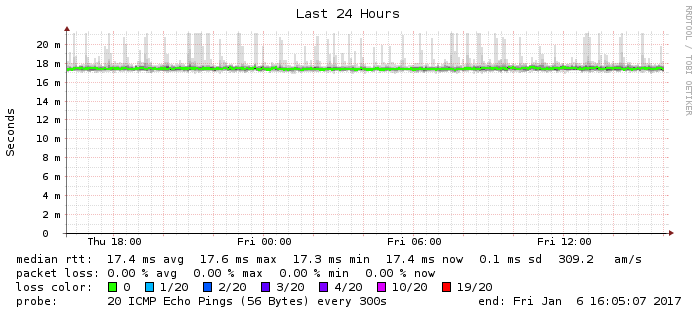 Last 24 Hours
RRDTOOL / TOBI OETIKER
Seconds
20 m
18 m
16 m
14 m
12 m
10 m
8 m
6 m
4 m
2 m
0
Thu 18:00 Fri 00:00 Fri 06:00 Fri 12:00
median rtt: 17.4 ms avg 17.6 ms max 17.3 ms min 17.4 ms now 0.1 ms sd 309.2 am/s
packet loss: 0.00 % avg 0.00 % max 0.00 % min 0.00 % now
loss color: 0 1/20 2/20 3/20 4/20 10/20 19/20
probe: 20 ICMP Echo Pings (56 Bytes) every 300s end: Fri Jan 6 16:05:07 2017